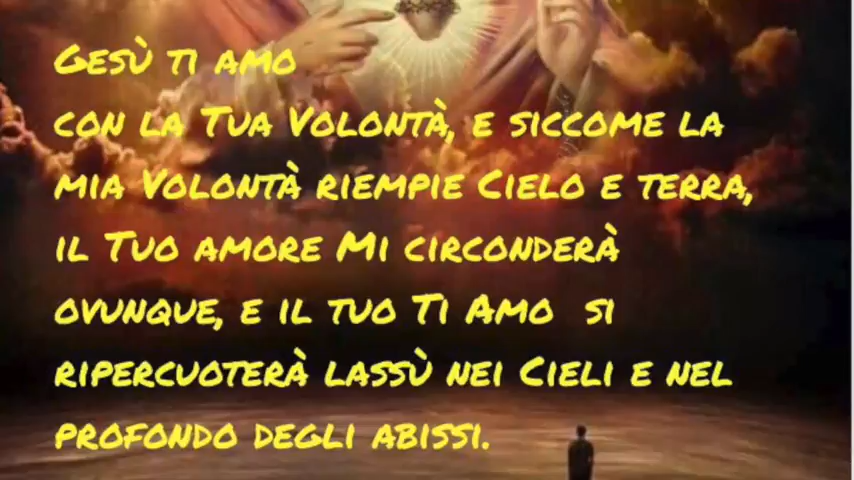 Gesù ti amo
con la Tua Volontà, e siccome la
mia Volontà riempie Cielo e terra,
il Tuo amore Mi circonderà
ovunque, e il tuo Ti Amo si
ripercuoterà lassù nei Cieli e nel
profondo degli abissi.